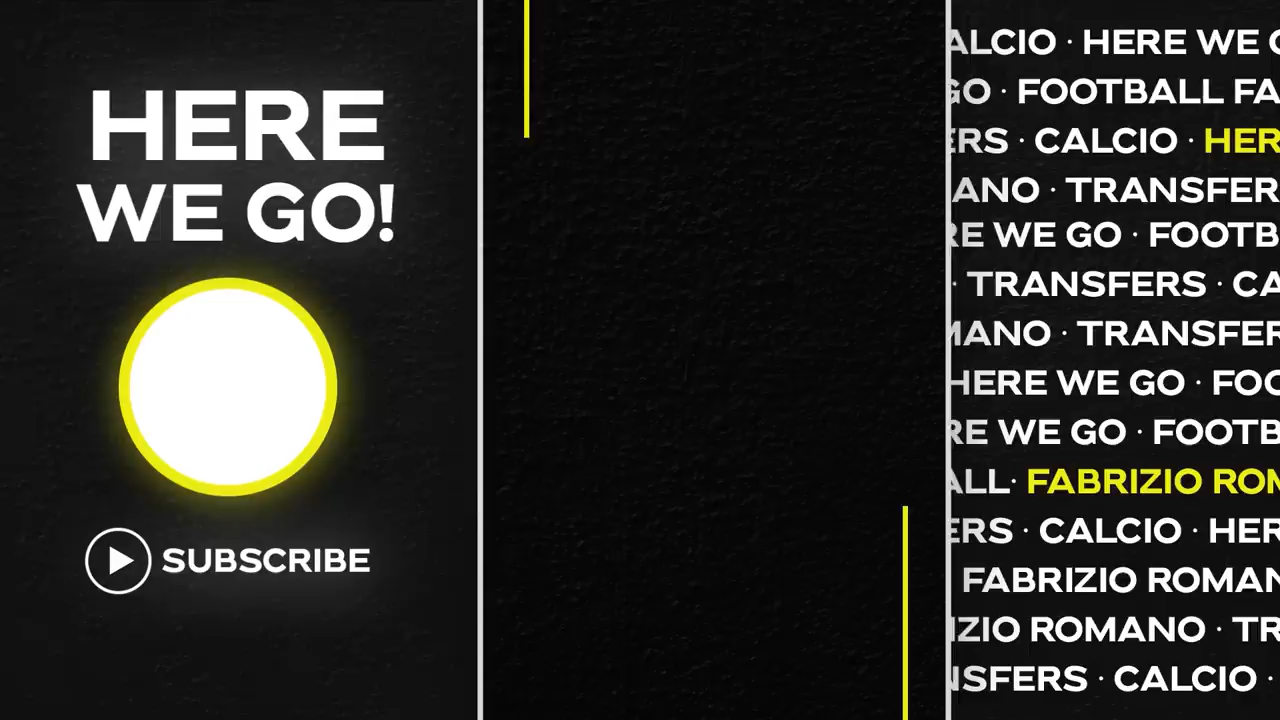 HERE
WE GO!
SUBSCRIBE
ALCIO · HERE WE
GO · FOOTBALL FA
ERS · CALCIO · HER
ANO · TRANSFER
RE WE GO · FOOTB
· TRANSFERS · CA
MANO · TRANSFER
HERE WE GO · FOO
RE WE GO · FOOTB
ALL· FABRIZIO ROM
ERS · CALCIO · HER
FABRIZIO ROMAN
IZIO ROMANO · TR
NSFERS · CALCIO ·